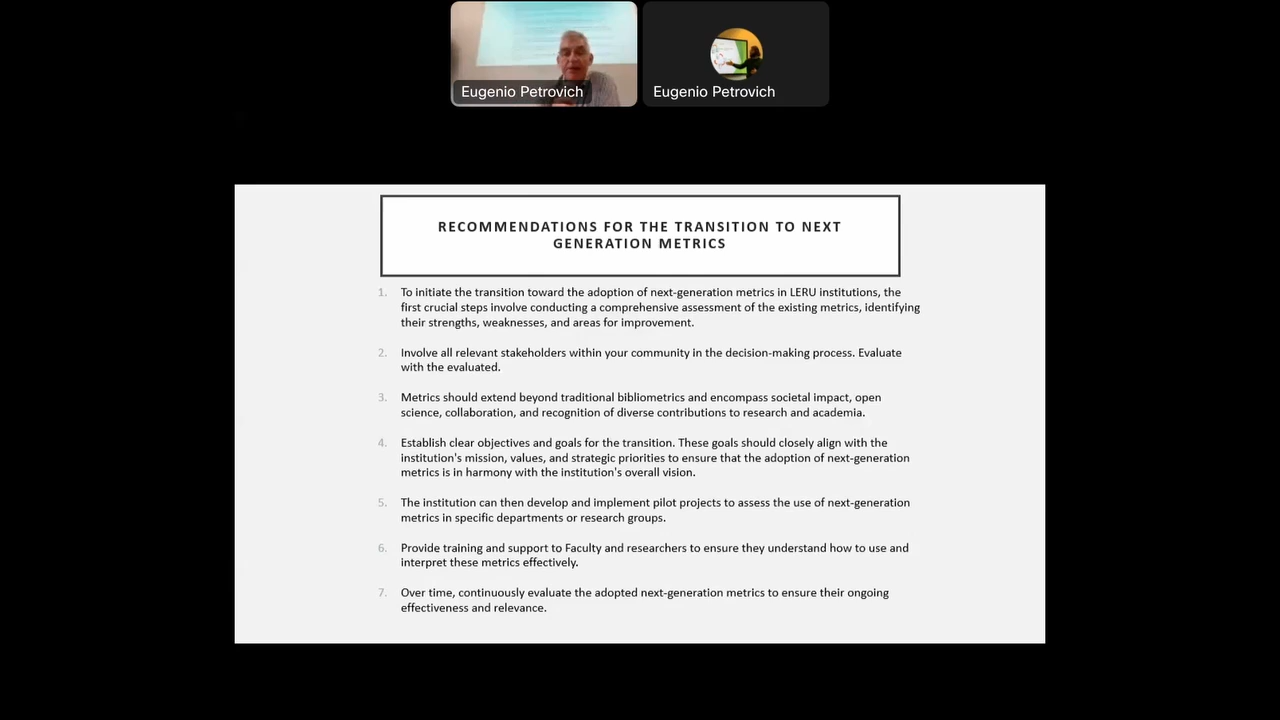 Eugenio Petrovich
Eugenio Petrovich
RECOMMENDATIONS FOR THE TRANSITION TO NEXT
GENERATION METRICS
1. To initiate the transition toward the adoption of next-generation metrics in LERU institutions, the
first crucial steps involve conducting a comprehensive assessment of the existing metrics, identifying
their strengths, weaknesses, and areas for improvement.
2. Involve all relevant stakeholders within your community in the decision-making process. Evaluate
with the evaluated.
3. Metrics should extend beyond traditional bibliometrics and encompass societal impact, open
science, collaboration, and recognition of diverse contributions to research and academia.
4. Establish clear objectives and goals for the transition. These goals should closely align with the
institution's mission, values, and strategic priorities to ensure that the adoption of next-generation
metrics is in harmony with the institution's overall vision.
5. The institution can then develop and implement pilot projects to assess the use of next-generation
metrics in specific departments or research groups.
6. Provide training and support to Faculty and researchers to ensure they understand how to use and
interpret these metrics effectively.
7. Over time, continuously evaluate the adopted next-generation metrics to ensure their ongoing
effectiveness and relevance.